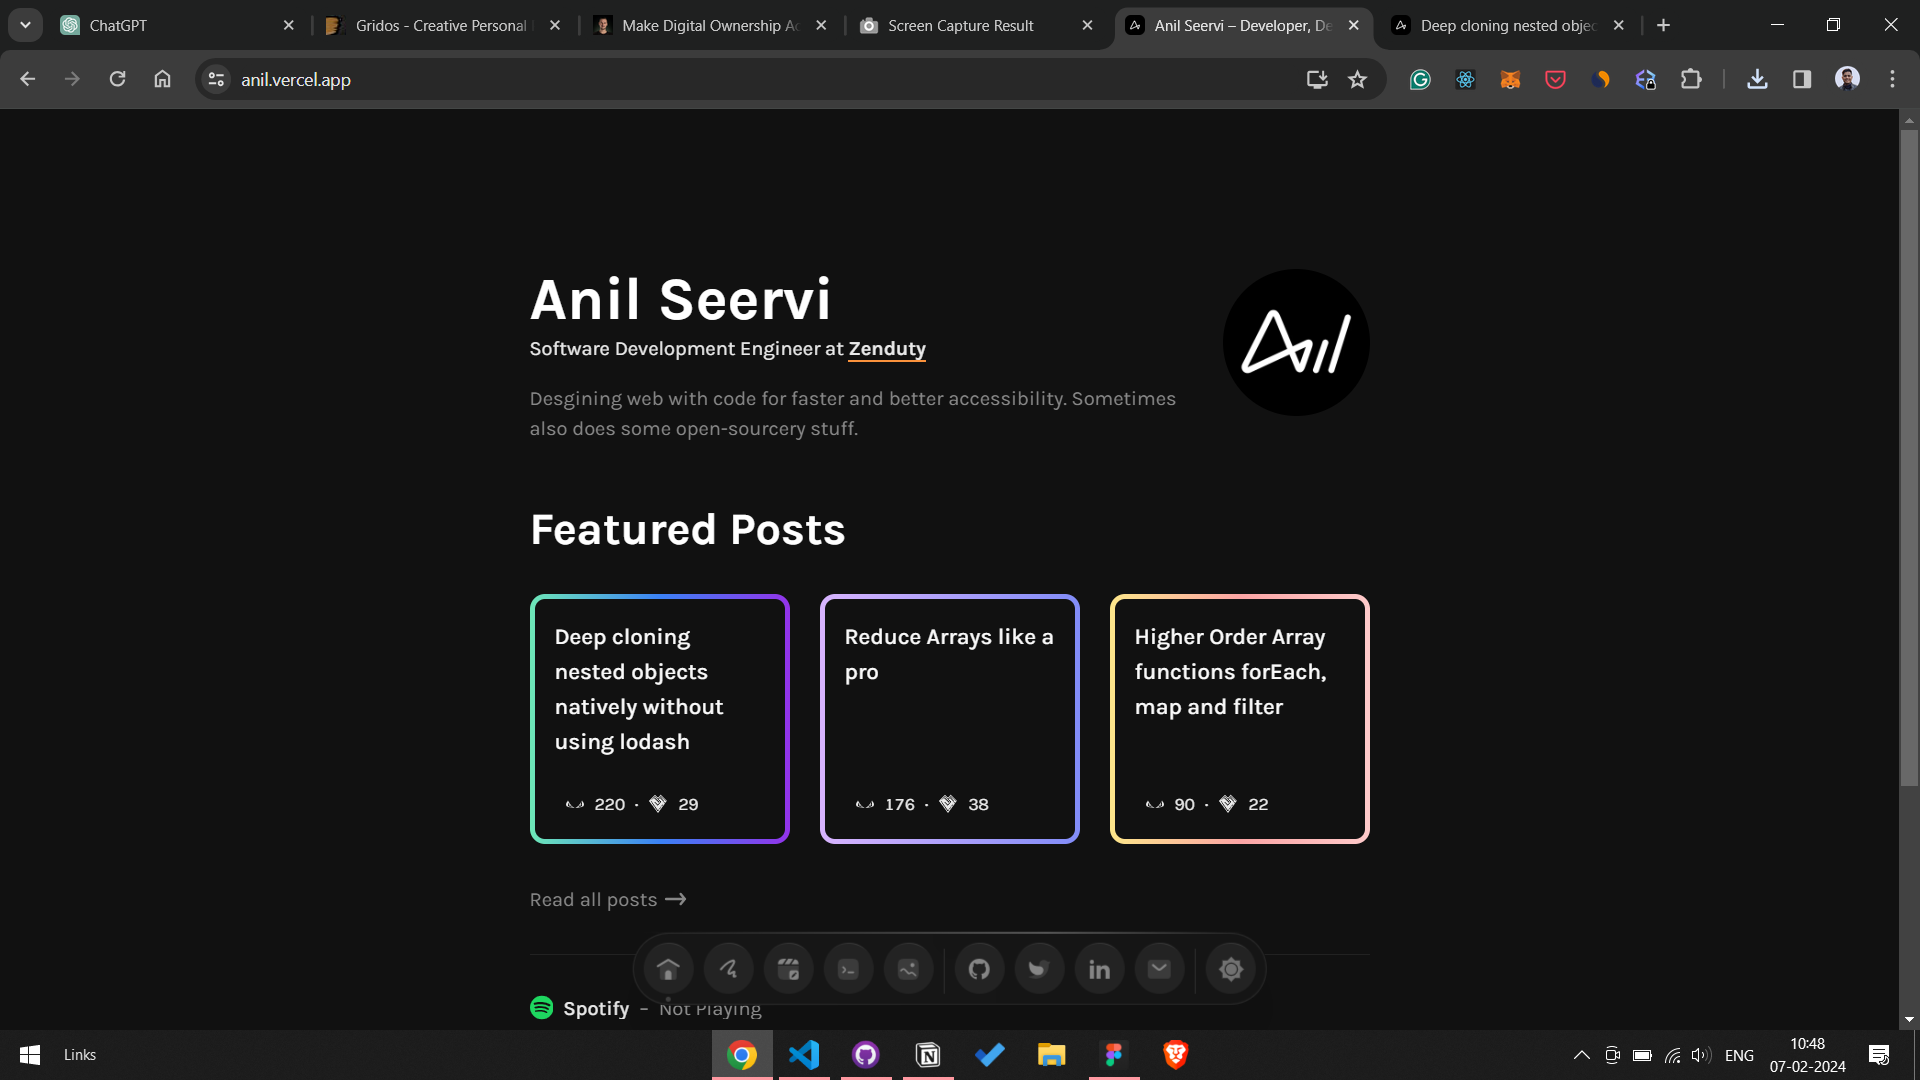 ChatGPT
Gridos - Creative Personal
Make Digital Ownership Ac
Screen Capture Result
Anil Seervi – Developer, De
Deep cloning nested objec
anil.vercel.app
Anil Seervi
Software Development Engineer at Zenduty
Desgining web with code for faster and better accessibility. Sometimes
also does some open-sourcery stuff.
Anil
Featured Posts
Deep cloning
nested objects
natively without
using lodash
220 · 29
Reduce Arrays like a
pro
176 · 38
Higher Order Array
functions forEach,
map and filter
90 · 22
Read all posts →
Spotify – Not Playing
Links
ENG
10:48
07-02-2024